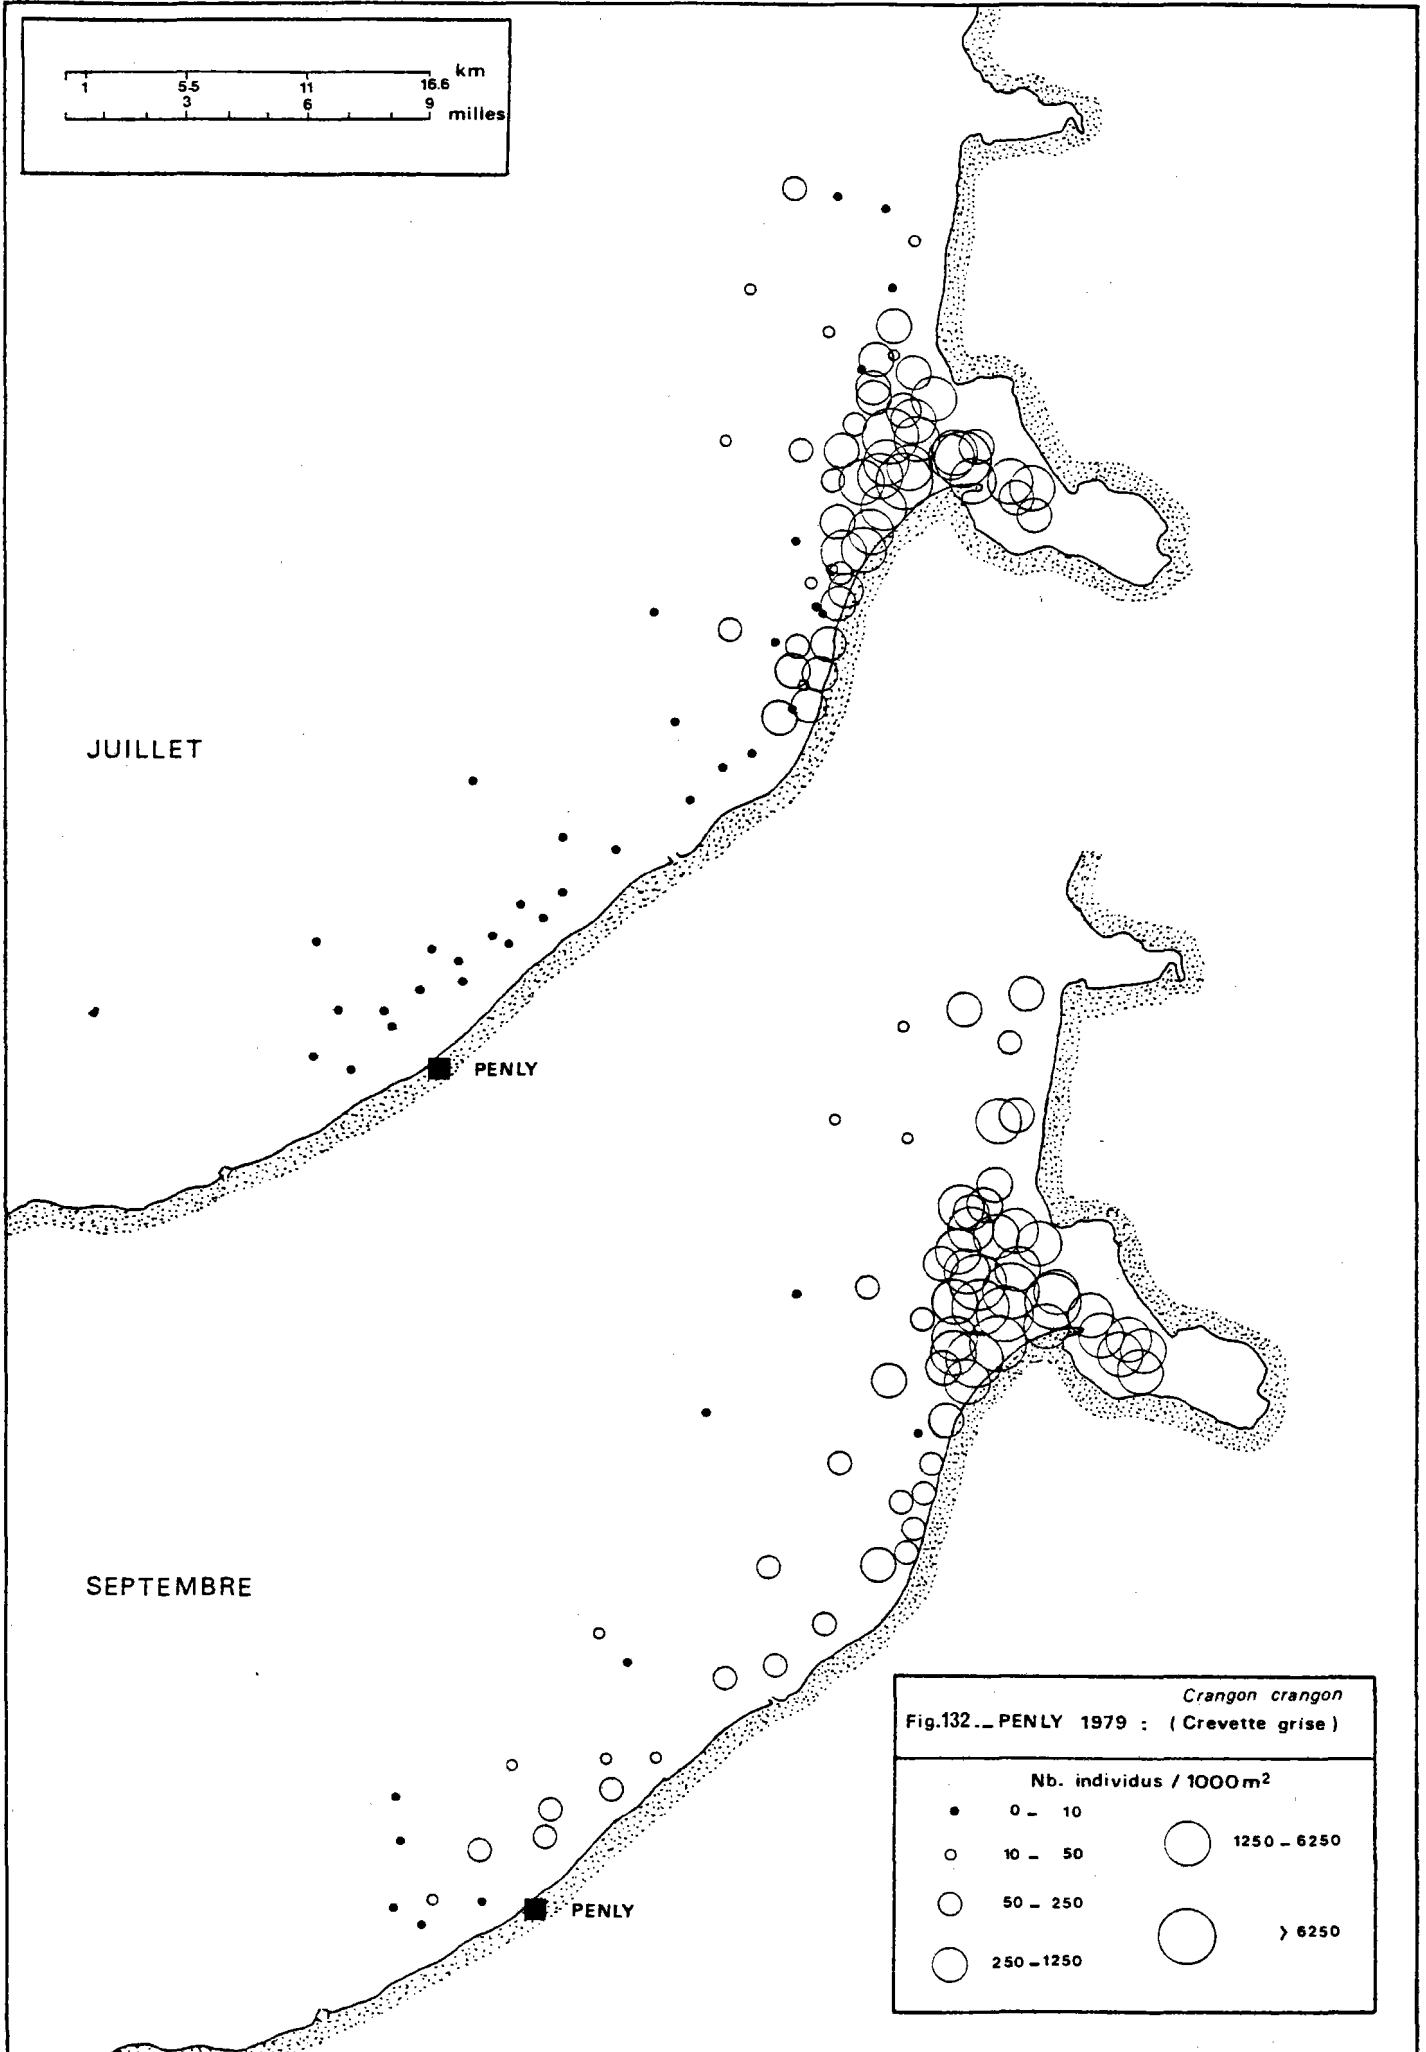 km
1 5.5 11 16.6
3 6 9
milles
JUILLET
PENLY
SEPTEMBRE
PENLY
Crangon crangon
Fig.132._PENLY 1979 : (Crevette grise)
Nb. individus / 1000m²
0 _ 10
10 _ 50
50 _ 250
250 _ 1250
1250 _ 6250
> 6250